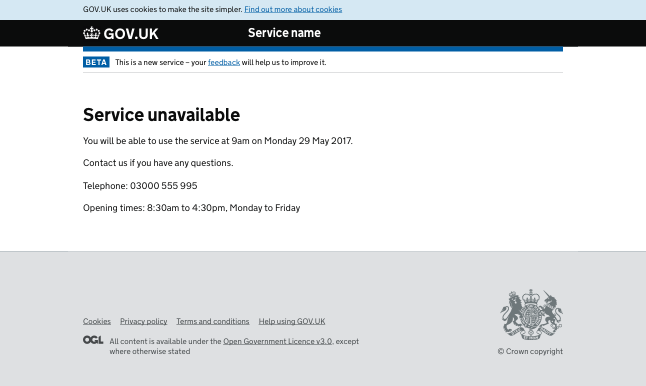 GOV.UK uses cookies to make the site simpler. Find out more about cookies
GOV.UK Service name
BETA This is a new service – your feedback will help us to improve it.
Service unavailable
You will be able to use the service at 9am on Monday 29 May 2017.
Contact us if you have any questions.
Telephone: 03000 555 995
Opening times: 8:30am to 4:30pm, Monday to Friday
Cookies Privacy policy Terms and conditions Help using GOV.UK
OGL All content is available under the Open Government Licence v3.0, except
where otherwise stated
© Crown copyright